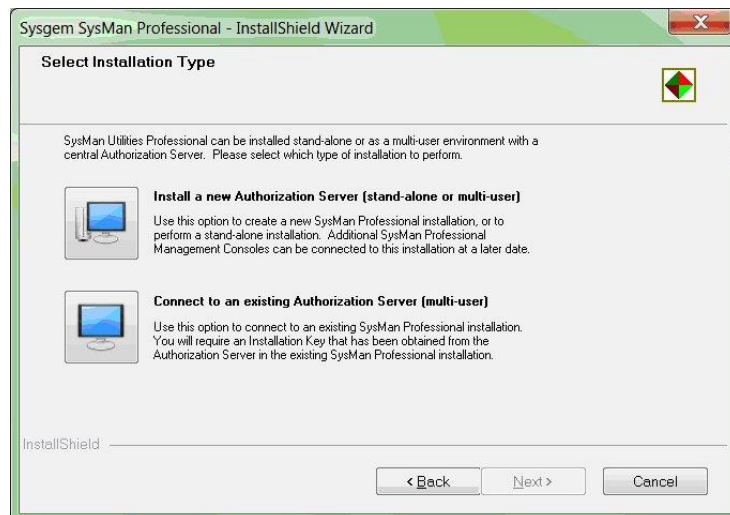 Sysgem SysMan Professional - InstallShield Wizard
Select Installation Type
SysMan Utilities Professional can be installed stand-alone or as a multi-user environment with a
central Authorization Server. Please select which type of installation to perform.
Install a new Authorization Server (stand-alone or multi-user)
Use this option to create a new SysMan Professional installation, or to
perform a stand-alone installation. Additional SysMan Professional
Management Consoles can be connected to this installation at a later date.
Connect to an existing Authorization Server (multi-user)
Use this option to connect to an existing SysMan Professional installation.
You will require an Installation Key that has been obtained from the
Authorization Server in the existing SysMan Professional installation.
InstallShield
< Back
Next >
Cancel